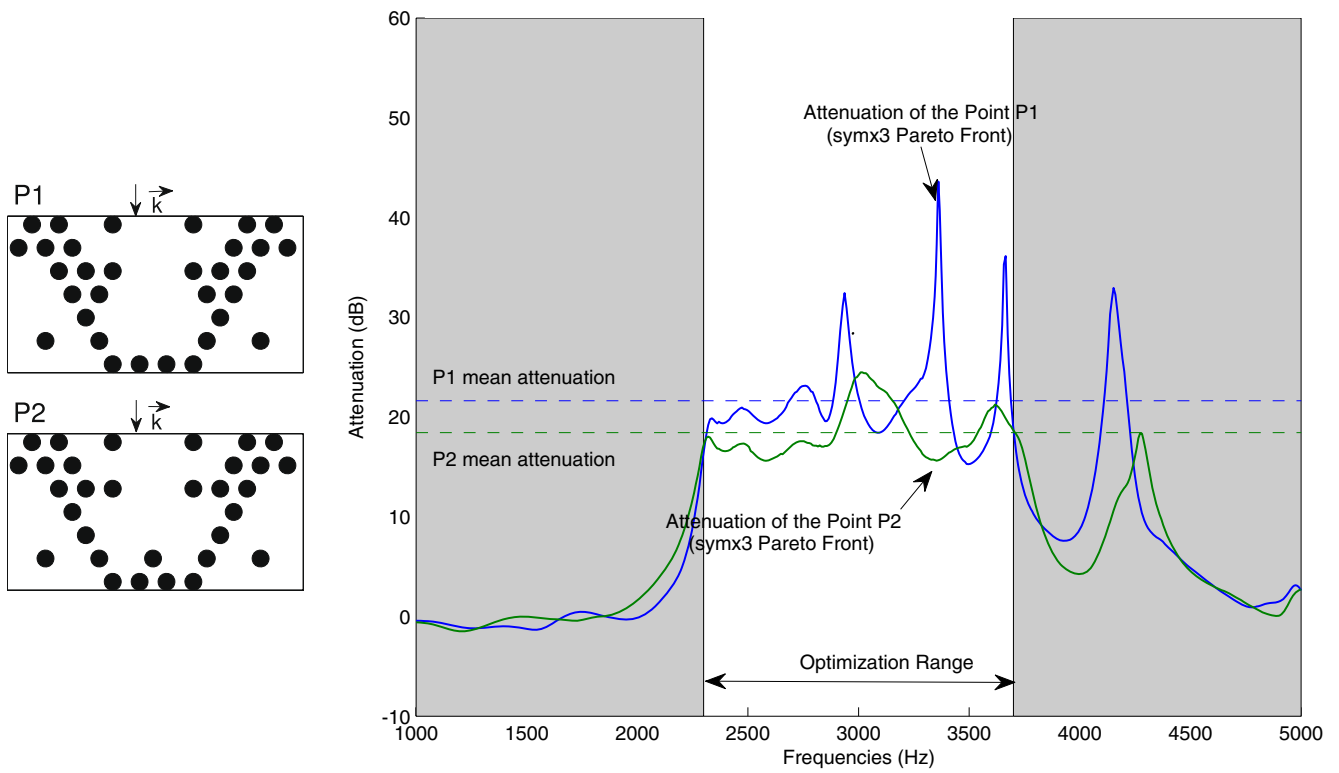 P1
k
P2
k
60
50
40
30
20
10
0
-10
Attenuation (dB)
Attenuation of the Point P1
(symx3 Pareto Front)
P1 mean attenuation
P2 mean attenuation
Attenuation of the Point P2
(symx3 Pareto Front)
Optimization Range
1000 1500 2000 2500 3000 3500 4000 4500 5000
Frequencies (Hz)